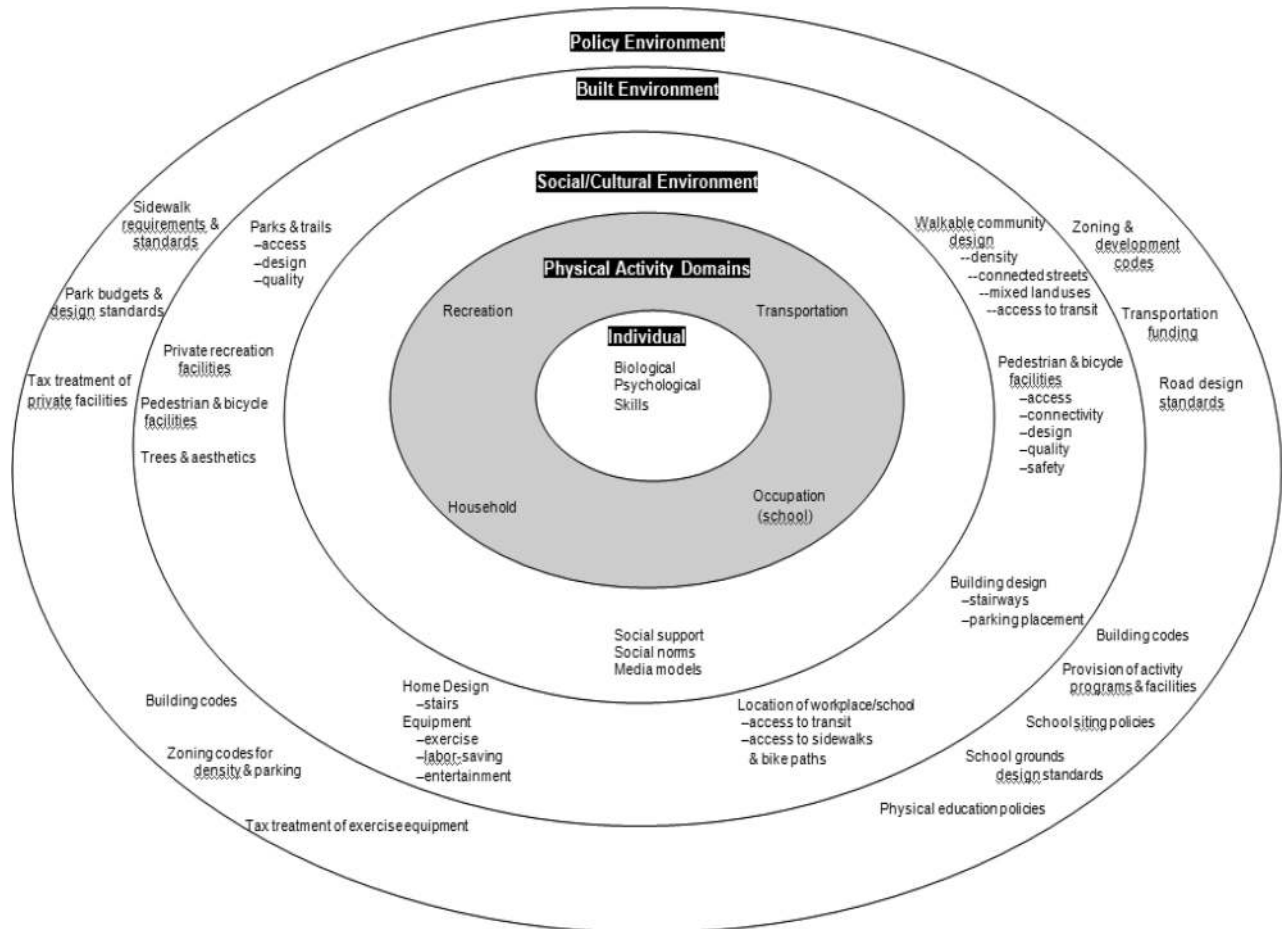 Policy Environment
Built Environment
Social/Cultural Environment
Physical Activity Domains
Individual
Biological
Psychological
Skills
Recreation
Transportation
Household
Occupation
(school)
Social support
Social norms
Media models
Sidewalk
requirements &
standards
Park budgets &
design standards
Tax treatment of
private facilities
Parks & trails
–access
–design
–quality
Private recreation
facilities
Pedestrian & bicycle
facilities
Trees & aesthetics
Walkable community
design
--density
--connected streets
--mixed land uses
--access to transit
Pedestrian & bicycle
facilities
–access
–connectivity
–design
–quality
–safety
Zoning &
development
codes
Transportation
funding
Road design
standards
Building design
–stairways
–parking placement
Home Design
–stairs
Equipment
–exercise
–labor-saving
–entertainment
Location of workplace/school
–access to transit
–access to sidewalks
& bike paths
Building codes
Zoning codes for
density & parking
Tax treatment of exercise equipment
Building codes
Provision of activity
programs & facilities
School siting policies
School grounds
design standards
Physical education policies